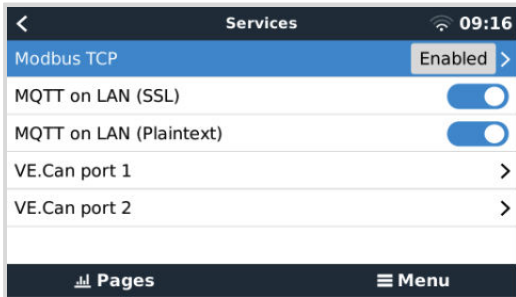 Services 09:16
Modbus TCP Enabled
MQTT on LAN (SSL)
MQTT on LAN (Plaintext)
VE.Can port 1
VE.Can port 2
Pages Menu